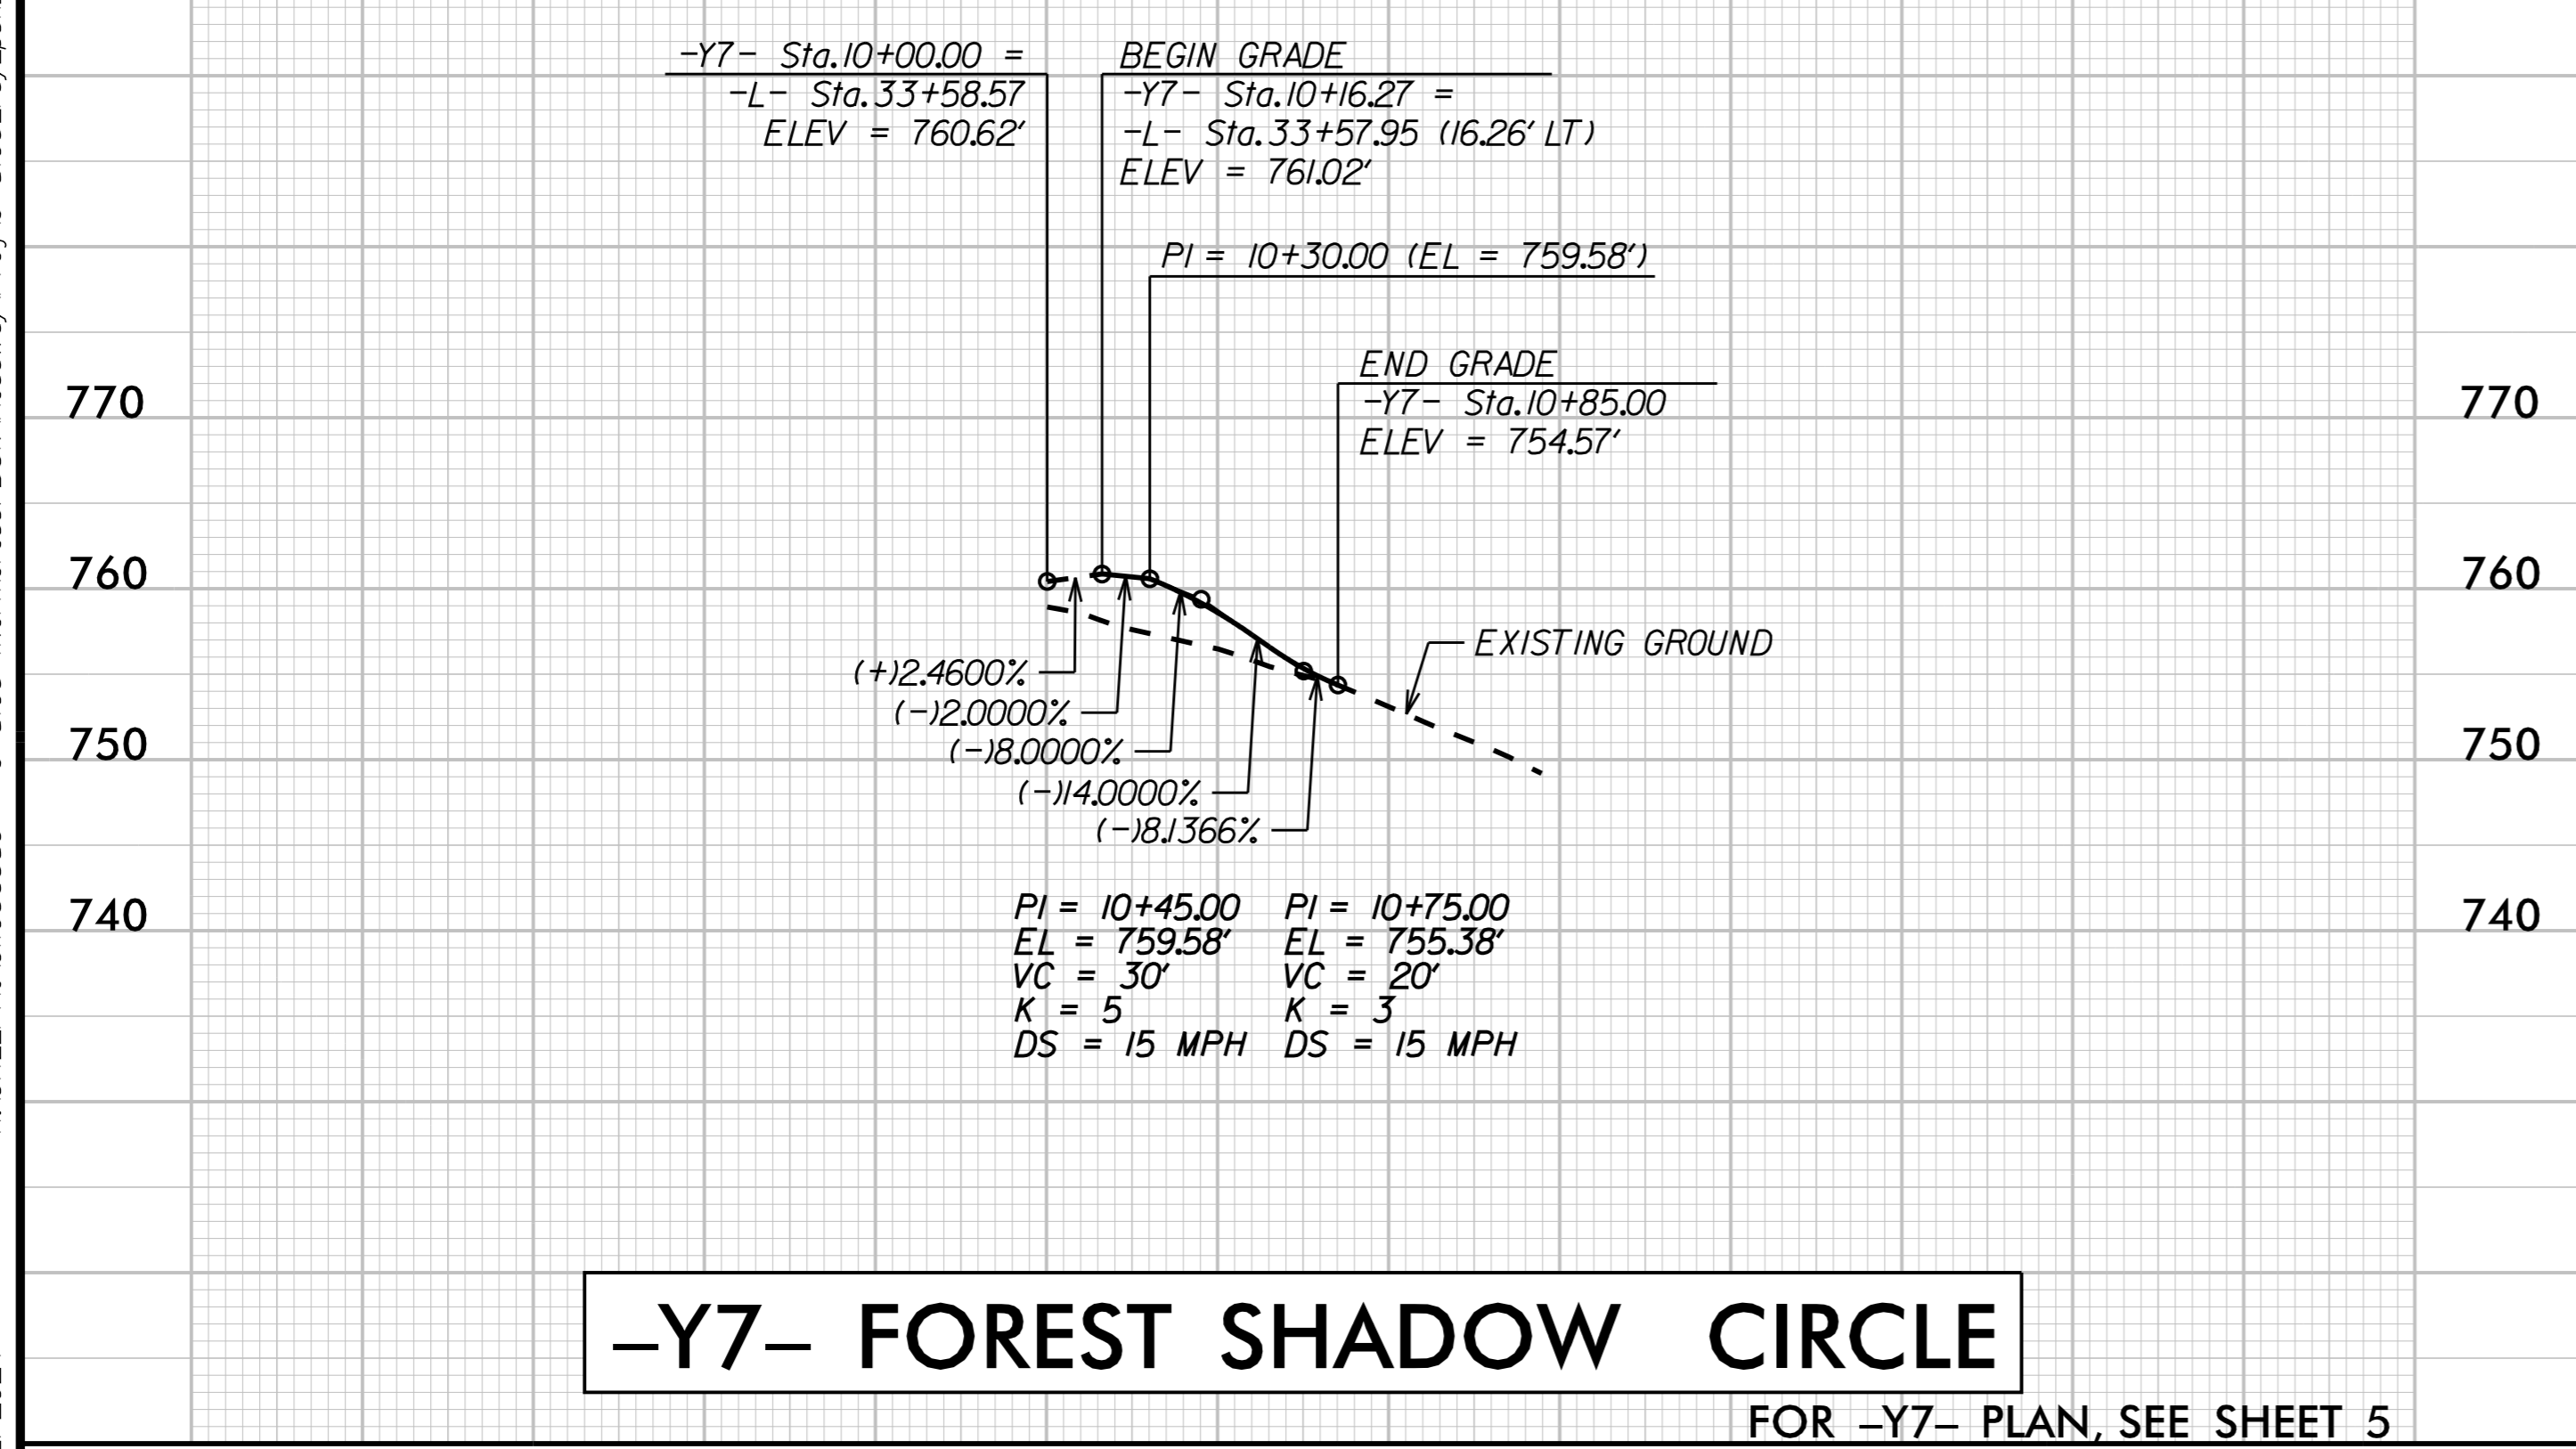 -Y7- Sta. 10+00.00 =
-L- Sta. 33+58.57
ELEV = 760.62'
BEGIN GRADE
-Y7- Sta. 10+16.27 =
-L- Sta. 33+57.95 (16.26' LT)
ELEV = 761.02'
PI = 10+30.00 (EL = 759.58')
END GRADE
-Y7- Sta. 10+85.00
ELEV = 754.57'
770
770
760
760
EXISTING GROUND
(+)2.4600%
(-)2.0000%
(-)8.0000%
(-)14.0000%
(-)8.1366%
750
750
740
740
PI = 10+45.00
EL = 759.58'
VC = 30'
K = 5
DS = 15 MPH
PI = 10+75.00
EL = 755.38'
VC = 20'
K = 3
DS = 15 MPH
-Y7- FOREST SHADOW CIRCLE
FOR -Y7- PLAN, SEE SHEET 5